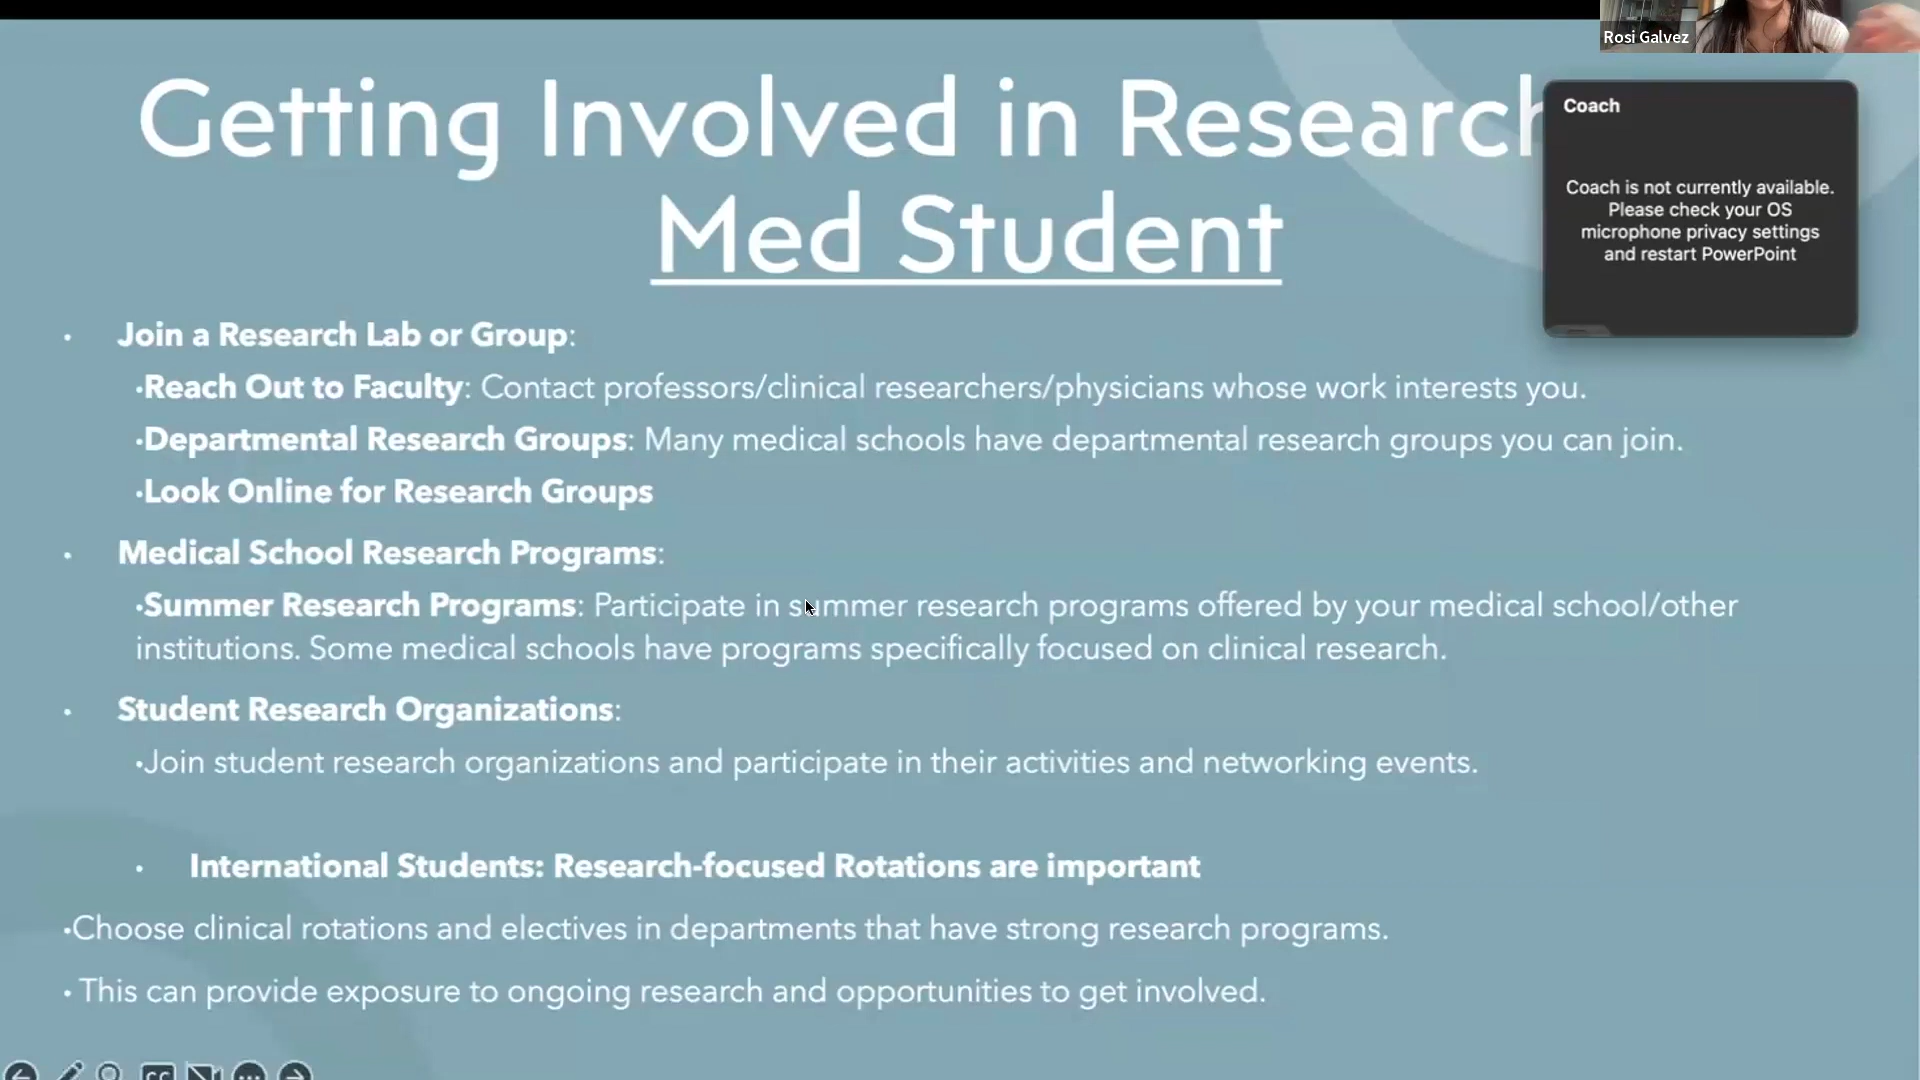 Rosi Galvez
Getting Involved in Research
Med Student
Coach
Coach is not currently available.
Please check your OS
microphone privacy settings
and restart PowerPoint
• Join a Research Lab or Group:
•Reach Out to Faculty: Contact professors/clinical researchers/physicians whose work interests you.
•Departmental Research Groups: Many medical schools have departmental research groups you can join.
•Look Online for Research Groups
• Medical School Research Programs:
•Summer Research Programs: Participate in summer research programs offered by your medical school/other
institutions. Some medical schools have programs specifically focused on clinical research.
• Student Research Organizations:
•Join student research organizations and participate in their activities and networking events.
• International Students: Research-focused Rotations are important
•Choose clinical rotations and electives in departments that have strong research programs.
• This can provide exposure to ongoing research and opportunities to get involved.
CC